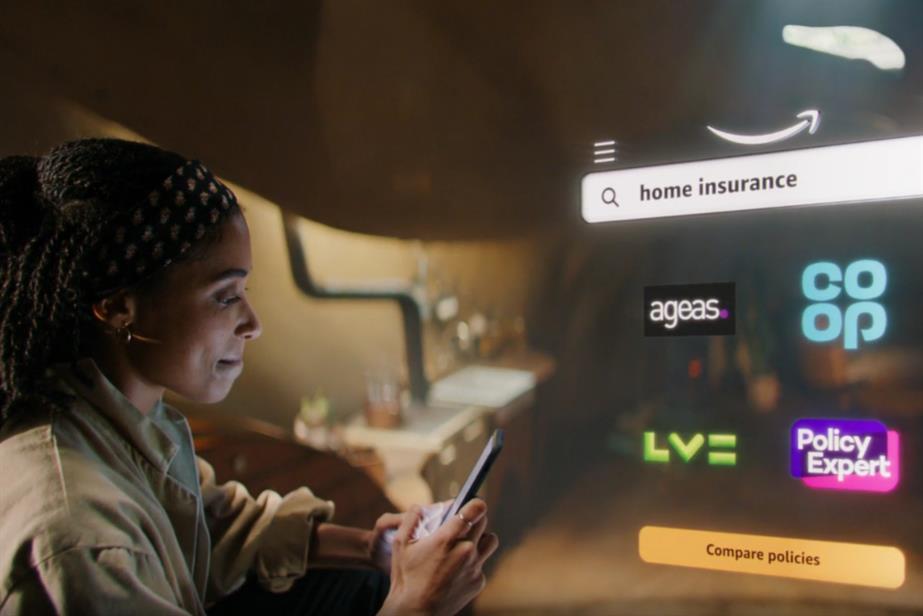 home insurance
ageas.
CO
OP
LV=
Policy
Expert
Compare policies